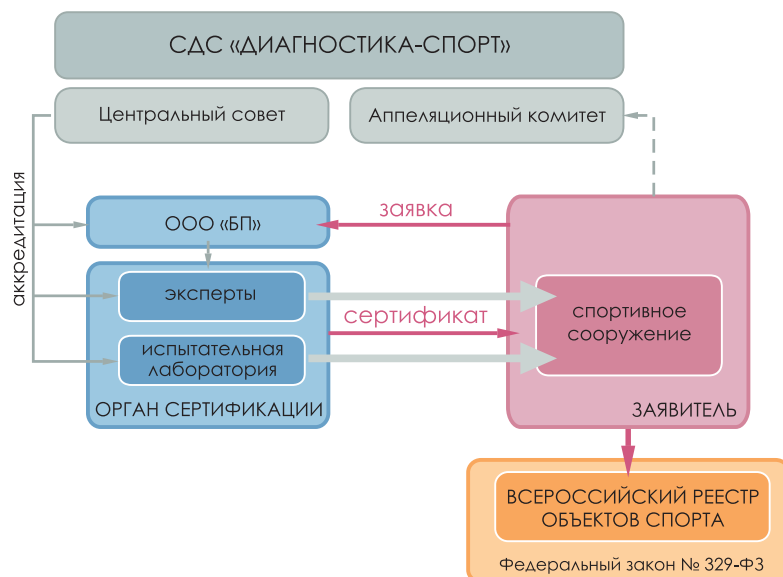 СДС «ДИАГНОСТИКА-СПОРТ»
Центральный совет
Аппеляционный комитет
аккредитация
ООО «БП»
заявка
эксперты
сертификат
спортивное
сооружение
испытательная
лаборатория
ОРГАН СЕРТИФИКАЦИИ
ЗАЯВИТЕЛЬ
ВСЕРОССИЙСКИЙ РЕЕСТР
ОБЪЕКТОВ СПОРТА
Федеральный закон № 329-ФЗ